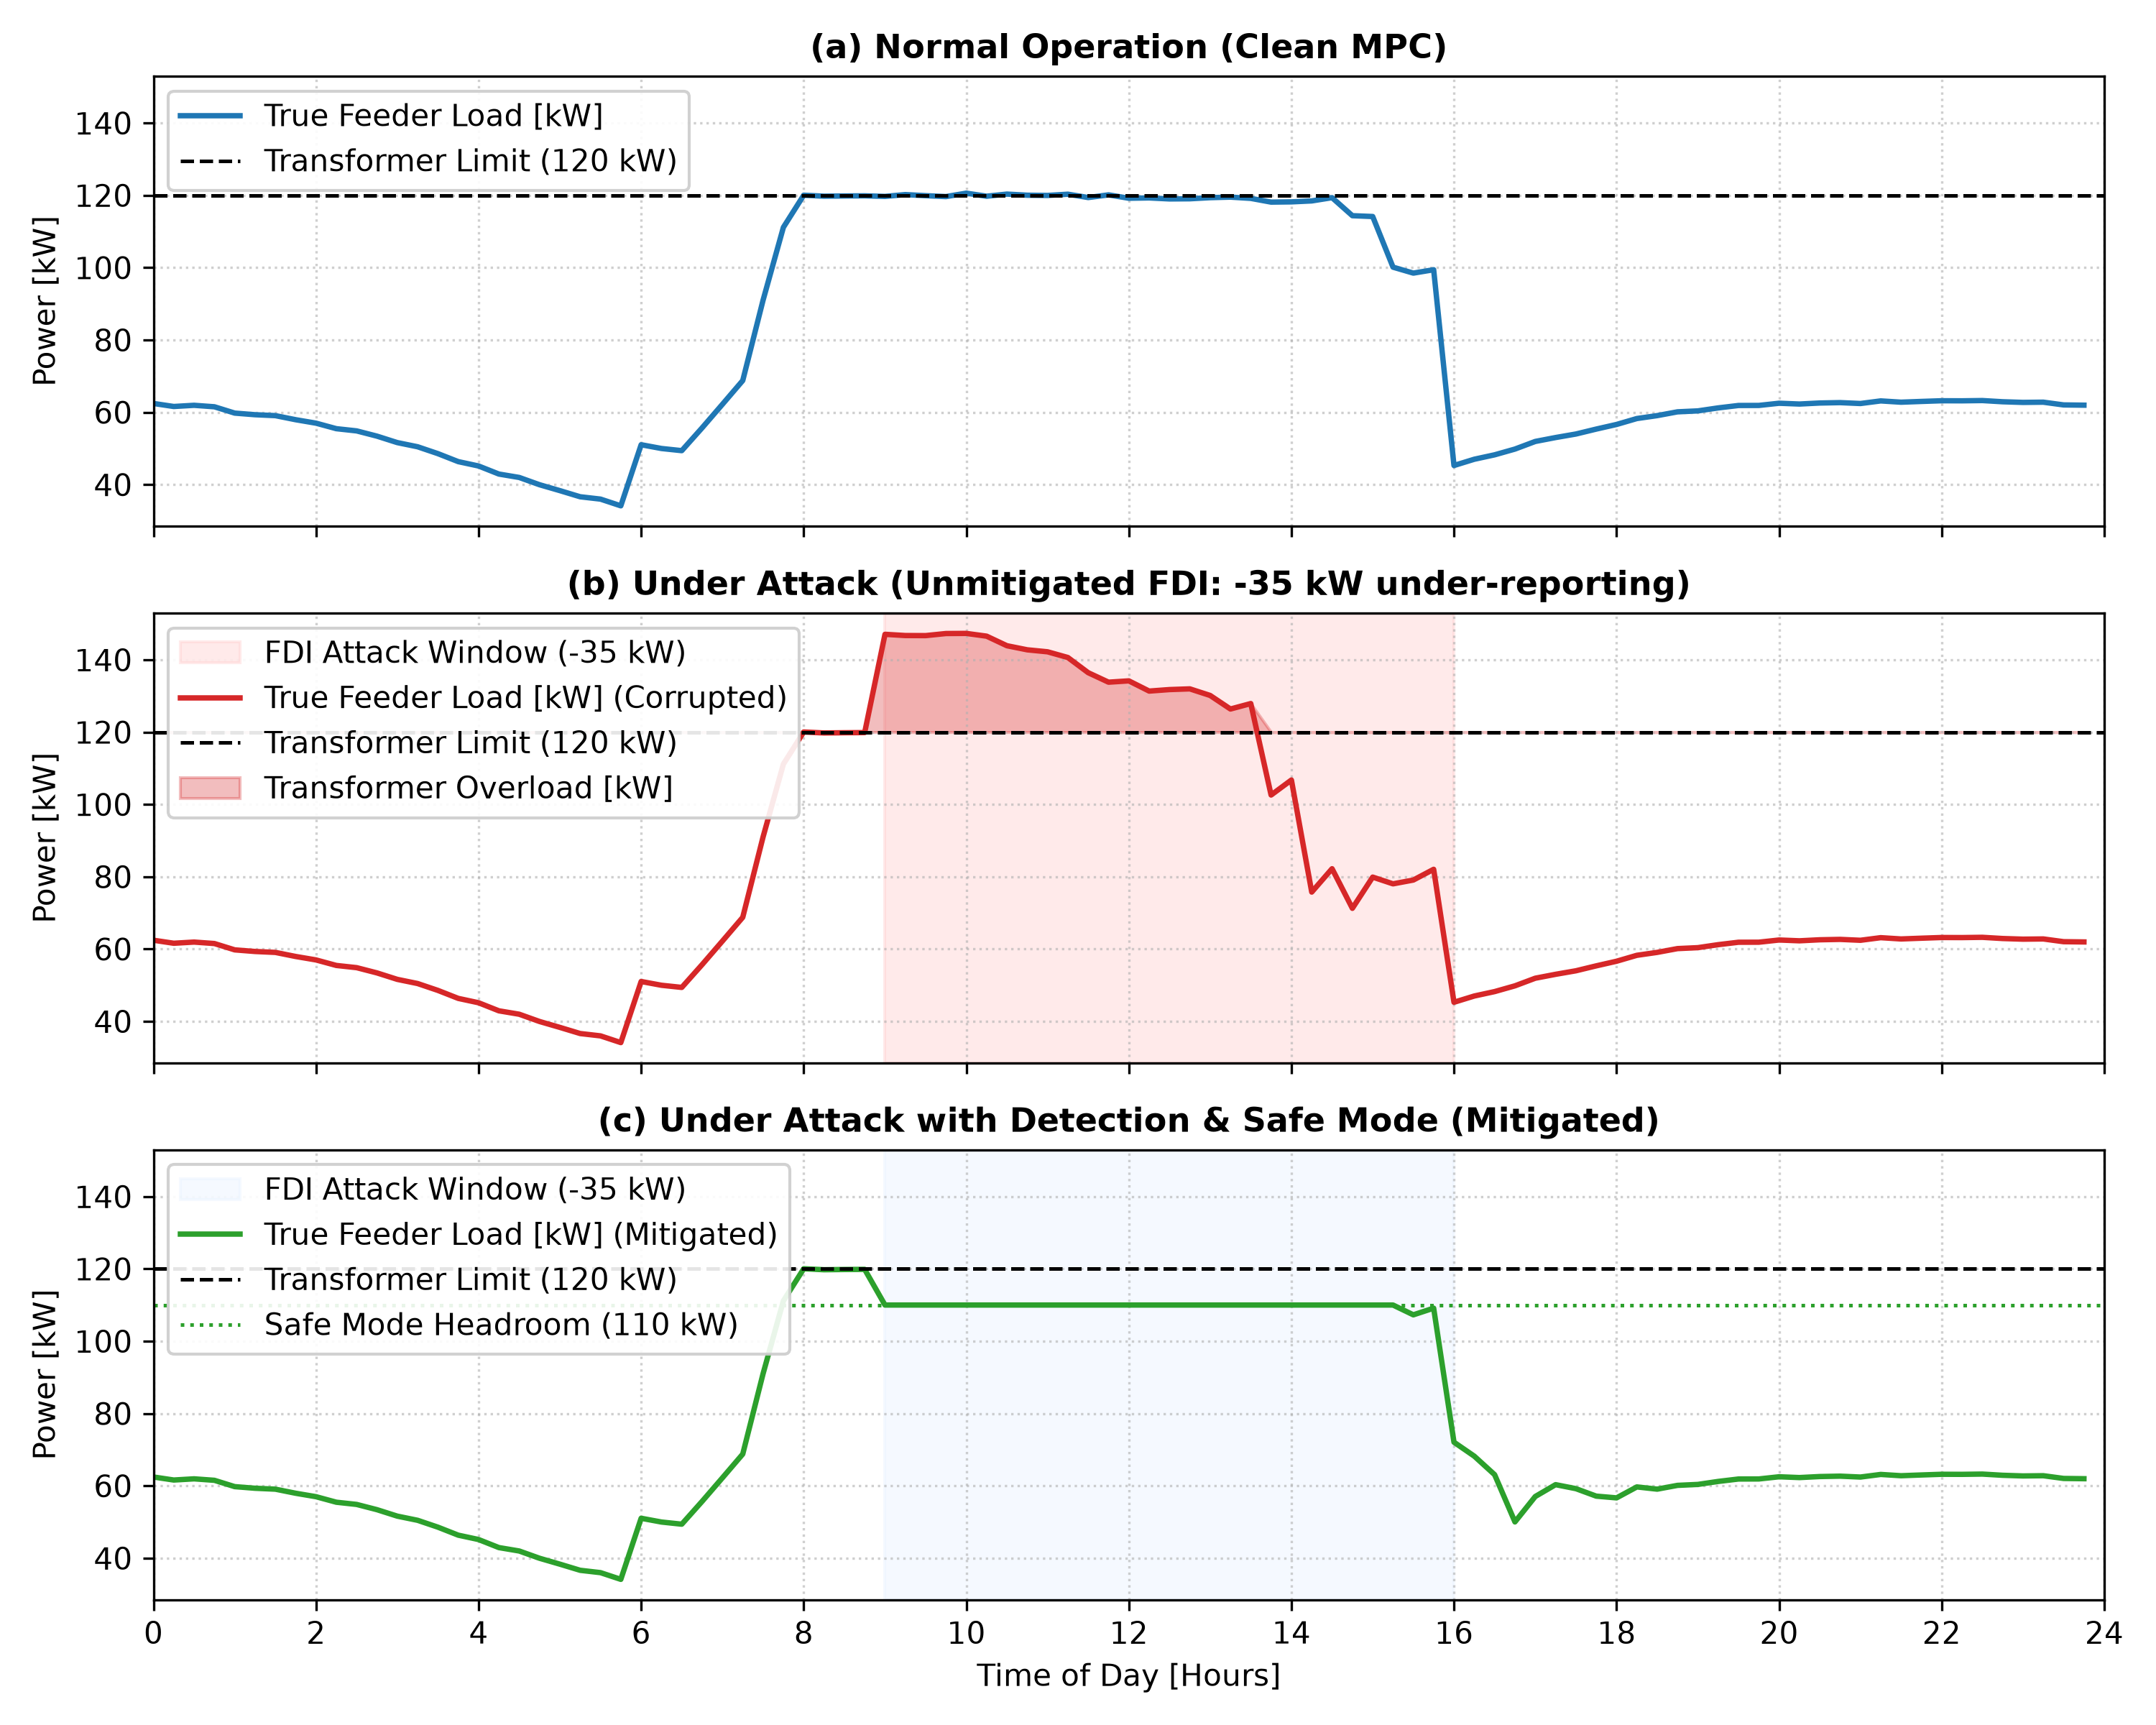 (a) Normal Operation (Clean MPC)
True Feeder Load [kW]
Transformer Limit (120 kW)
Power [kW]
140
120
100
80
60
40
(b) Under Attack (Unmitigated FDI: -35 kW under-reporting)
FDI Attack Window (-35 kW)
True Feeder Load [kW] (Corrupted)
Transformer Limit (120 kW)
Transformer Overload [kW]
Power [kW]
140
120
100
80
60
40
(c) Under Attack with Detection & Safe Mode (Mitigated)
FDI Attack Window (-35 kW)
True Feeder Load [kW] (Mitigated)
Transformer Limit (120 kW)
Safe Mode Headroom (110 kW)
Power [kW]
140
120
100
80
60
40
0 2 4 6 8 10 12 14 16 18 20 22 24
Time of Day [Hours]